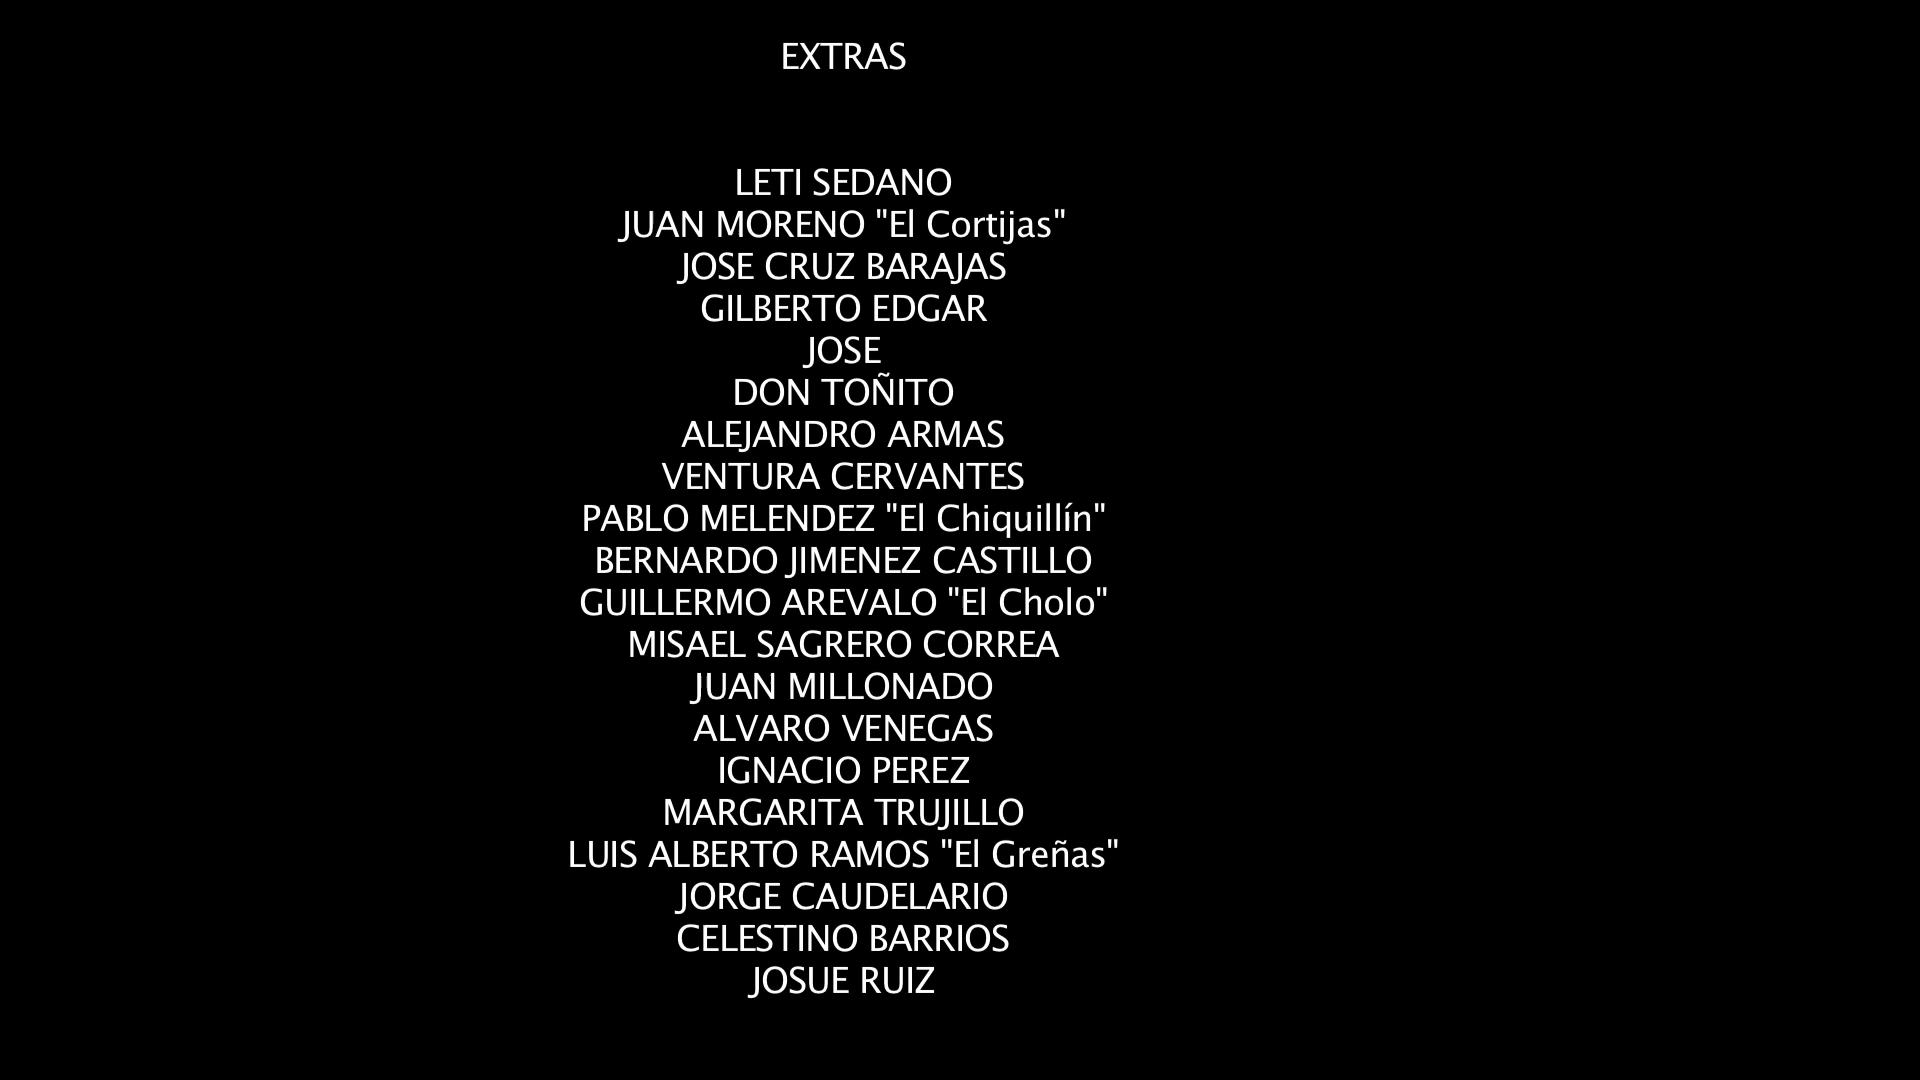 EXTRAS
LETI SEDANO
JUAN MORENO "El Cortijas"
JOSE CRUZ BARAJAS
GILBERTO EDGAR
JOSE
DON TOÑITO
ALEJANDRO ARMAS
VENTURA CERVANTES
PABLO MELENDEZ "El Chiquillín"
BERNARDO JIMENEZ CASTILLO
GUILLERMO AREVALO "El Cholo"
MISAEL SAGRERO CORREA
JUAN MILLONADO
ALVARO VENEGAS
IGNACIO PEREZ
MARGARITA TRUJILLO
LUIS ALBERTO RAMOS "El Greñas"
JORGE CAUDELARIO
CELESTINO BARRIOS
JOSUE RUIZ